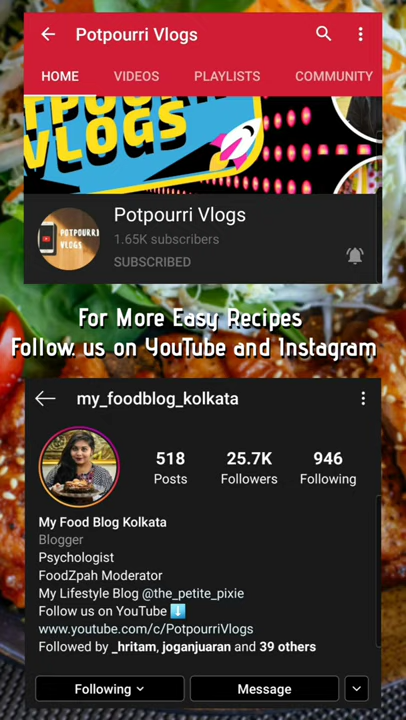 Potpourri Vlogs
HOME VIDEOS PLAYLISTS COMMUNITY
VLOGS
Potpourri Vlogs
1.65K subscribers
SUBSCRIBED
POTPOURRI
VLOGS
For More Easy Recipes
Follow us on YouTube and Instagram
my_foodblog_kolkata
518 25.7K 946
Posts Followers Following
My Food Blog Kolkata
Blogger
Psychologist
FoodZpah Moderator
My Lifestyle Blog @the_petite_pixie
Follow us on YouTube ⬇️
www.youtube.com/c/PotpourriVlogs
Followed by _hritam, joganjuaran and 39 others
Following Message